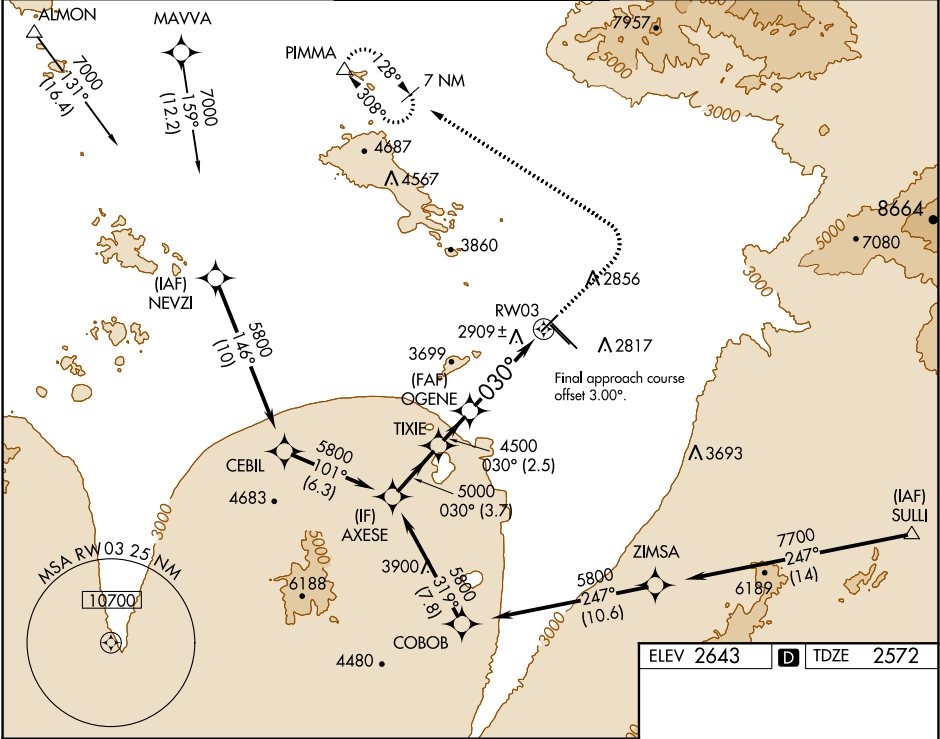 ALMON
7000
131°
(16.4)
MAVVA
7000
159°
(12.2)
PIMMA
128°
308°
7 NM
7957
5000
3000
4687
4567
3860
8664
5000
7080
3000
(IAF)
NEVZI
2856
RW03
2909 ±
2817
3699
(FAF)
OGENE
030°
Final approach course
offset 3.00°.
5800
146°
(10)
TIXIE
4500
030° (2.5)
CEBIL
5800
101°
(6.3)
5000
030° (3.7)
3693
4683
(IF)
AXESE
(IAF)
SULLI
3000
MSA RW 03 25 NM
10700
5000
6188
3900
5800
319°
(7.8)
ZIMSA
7700
247°
(14)
6189
5800
247°
(10.6)
COBOB
3000
4480
ELEV 2643 D TDZE 2572